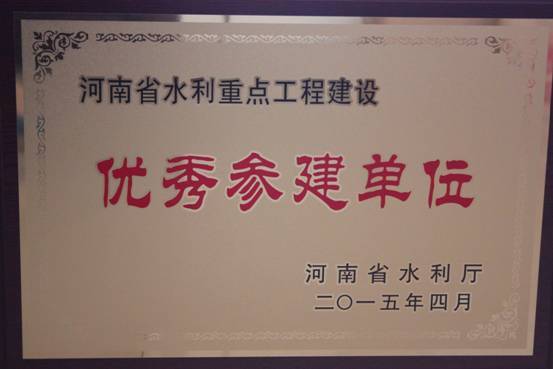 河南省水利重点工程建设
优秀参建单位
河南省水利厅
二〇一五年四月